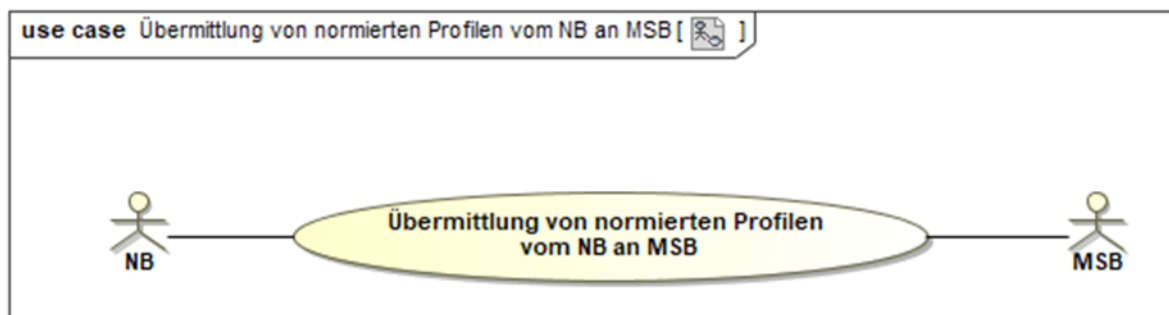 use case Übermittlung von normierten Profilen vom NB an MSB [ ]
Übermittlung von normierten Profilen
vom NB an MSB
NB
MSB